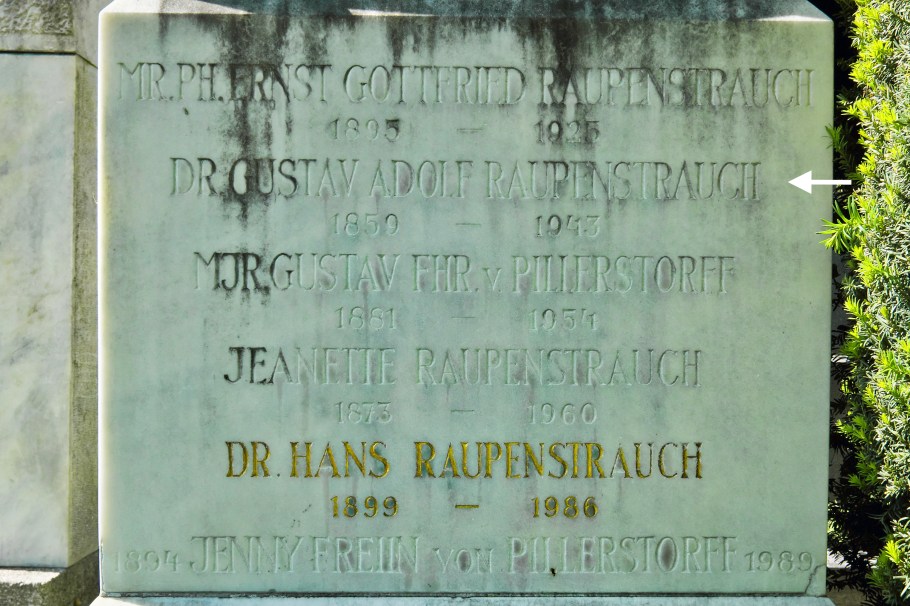 MR. PH. ERNST GOTTFRIED RAUPENSTRAUCH
1895 — 1925
DR. GUSTAV ADOLF RAUPENSTRAUCH
1859 — 1943
MJR. GUSTAV FHR. v. PILLERSTORFF
1881 — 1954
JEANETTE RAUPENSTRAUCH
1873 — 1960
DR. HANS RAUPENSTRAUCH
1899 — 1986
1894 JENNY FREIIN VON PILLERSTORFF 1989